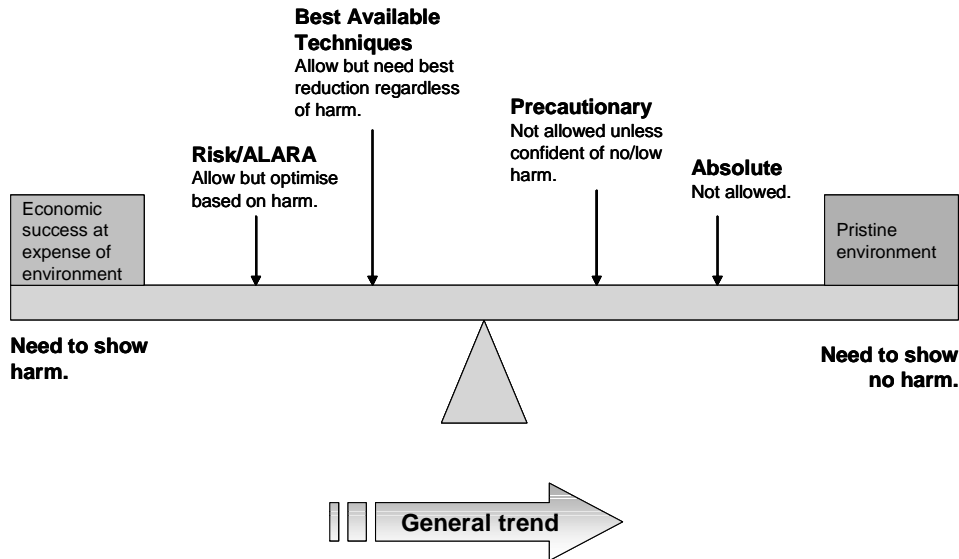 Best Available
Techniques
Allow but need best
reduction regardless
of harm.
Precautionary
Not allowed unless
confident of no/low
harm.
Risk/ALARA
Allow but optimise
based on harm.
Absolute
Not allowed.
Economic
success at
expense of
environment
Pristine
environment
Need to show
harm.
Need to show
no harm.
General trend